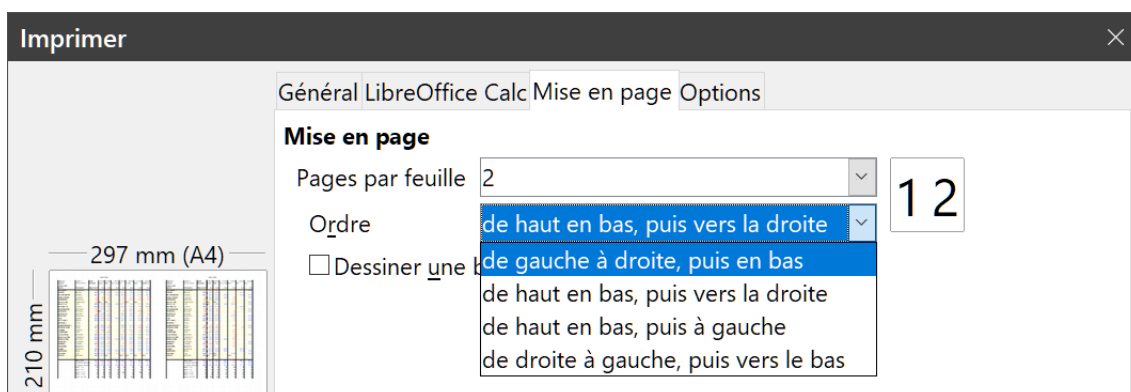 Imprimer
Général LibreOffice Calc Mise en page Options
Mise en page
Pages par feuille 2
1 2
Ordre de haut en bas, puis vers la droite
297 mm (A4)
Dessiner une
de gauche à droite, puis en bas
de haut en bas, puis vers la droite
de haut en bas, puis à gauche
de droite à gauche, puis vers le bas
210 mm